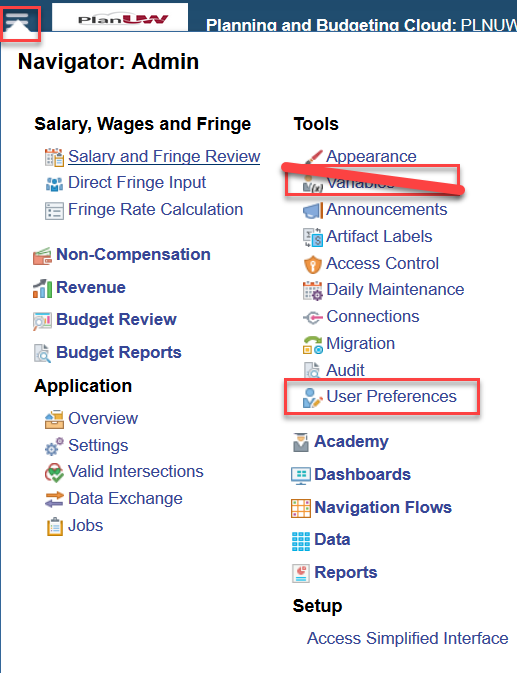 PlanUW
Planning and Budgeting Cloud: PLNUW
Navigator: Admin
Salary, Wages and Fringe
Salary and Fringe Review
Direct Fringe Input
Fringe Rate Calculation
Non-Compensation
Revenue
Budget Review
Budget Reports
Application
Overview
Settings
Valid Intersections
Data Exchange
Jobs
Tools
Appearance
Variables
Announcements
Artifact Labels
Access Control
Daily Maintenance
Connections
Migration
Audit
User Preferences
Academy
Dashboards
Navigation Flows
Data
Reports
Setup
Access Simplified Interface